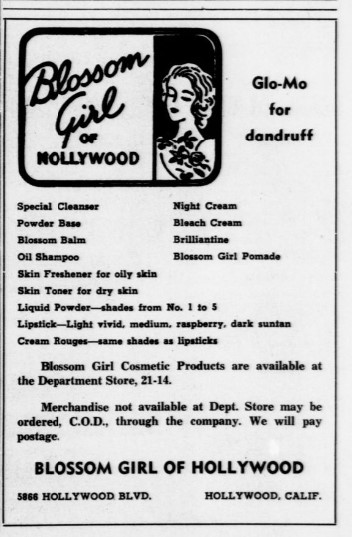 Blossom
Girl
OF
HOLLYWOOD
Glo-Mo
for
dandruff
Special Cleanser
Night Cream
Powder Base
Bleach Cream
Blossom Balm
Brilliantine
Oil Shampoo
Blossom Girl Pomade
Skin Freshener for oily skin
Skin Toner for dry skin
Liquid Powder—shades from No. 1 to 5
Lipstick—Light vivid, medium, raspberry, dark suntan
Cream Rouges—same shades as lipsticks
Blossom Girl Cosmetic Products are available at
the Department Store, 21-14.
Merchandise not available at Dept. Store may be
ordered, C.O.D., through the company. We will pay
postage.
BLOSSOM GIRL OF HOLLYWOOD
5866 HOLLYWOOD BLVD.
HOLLYWOOD, CALIF.